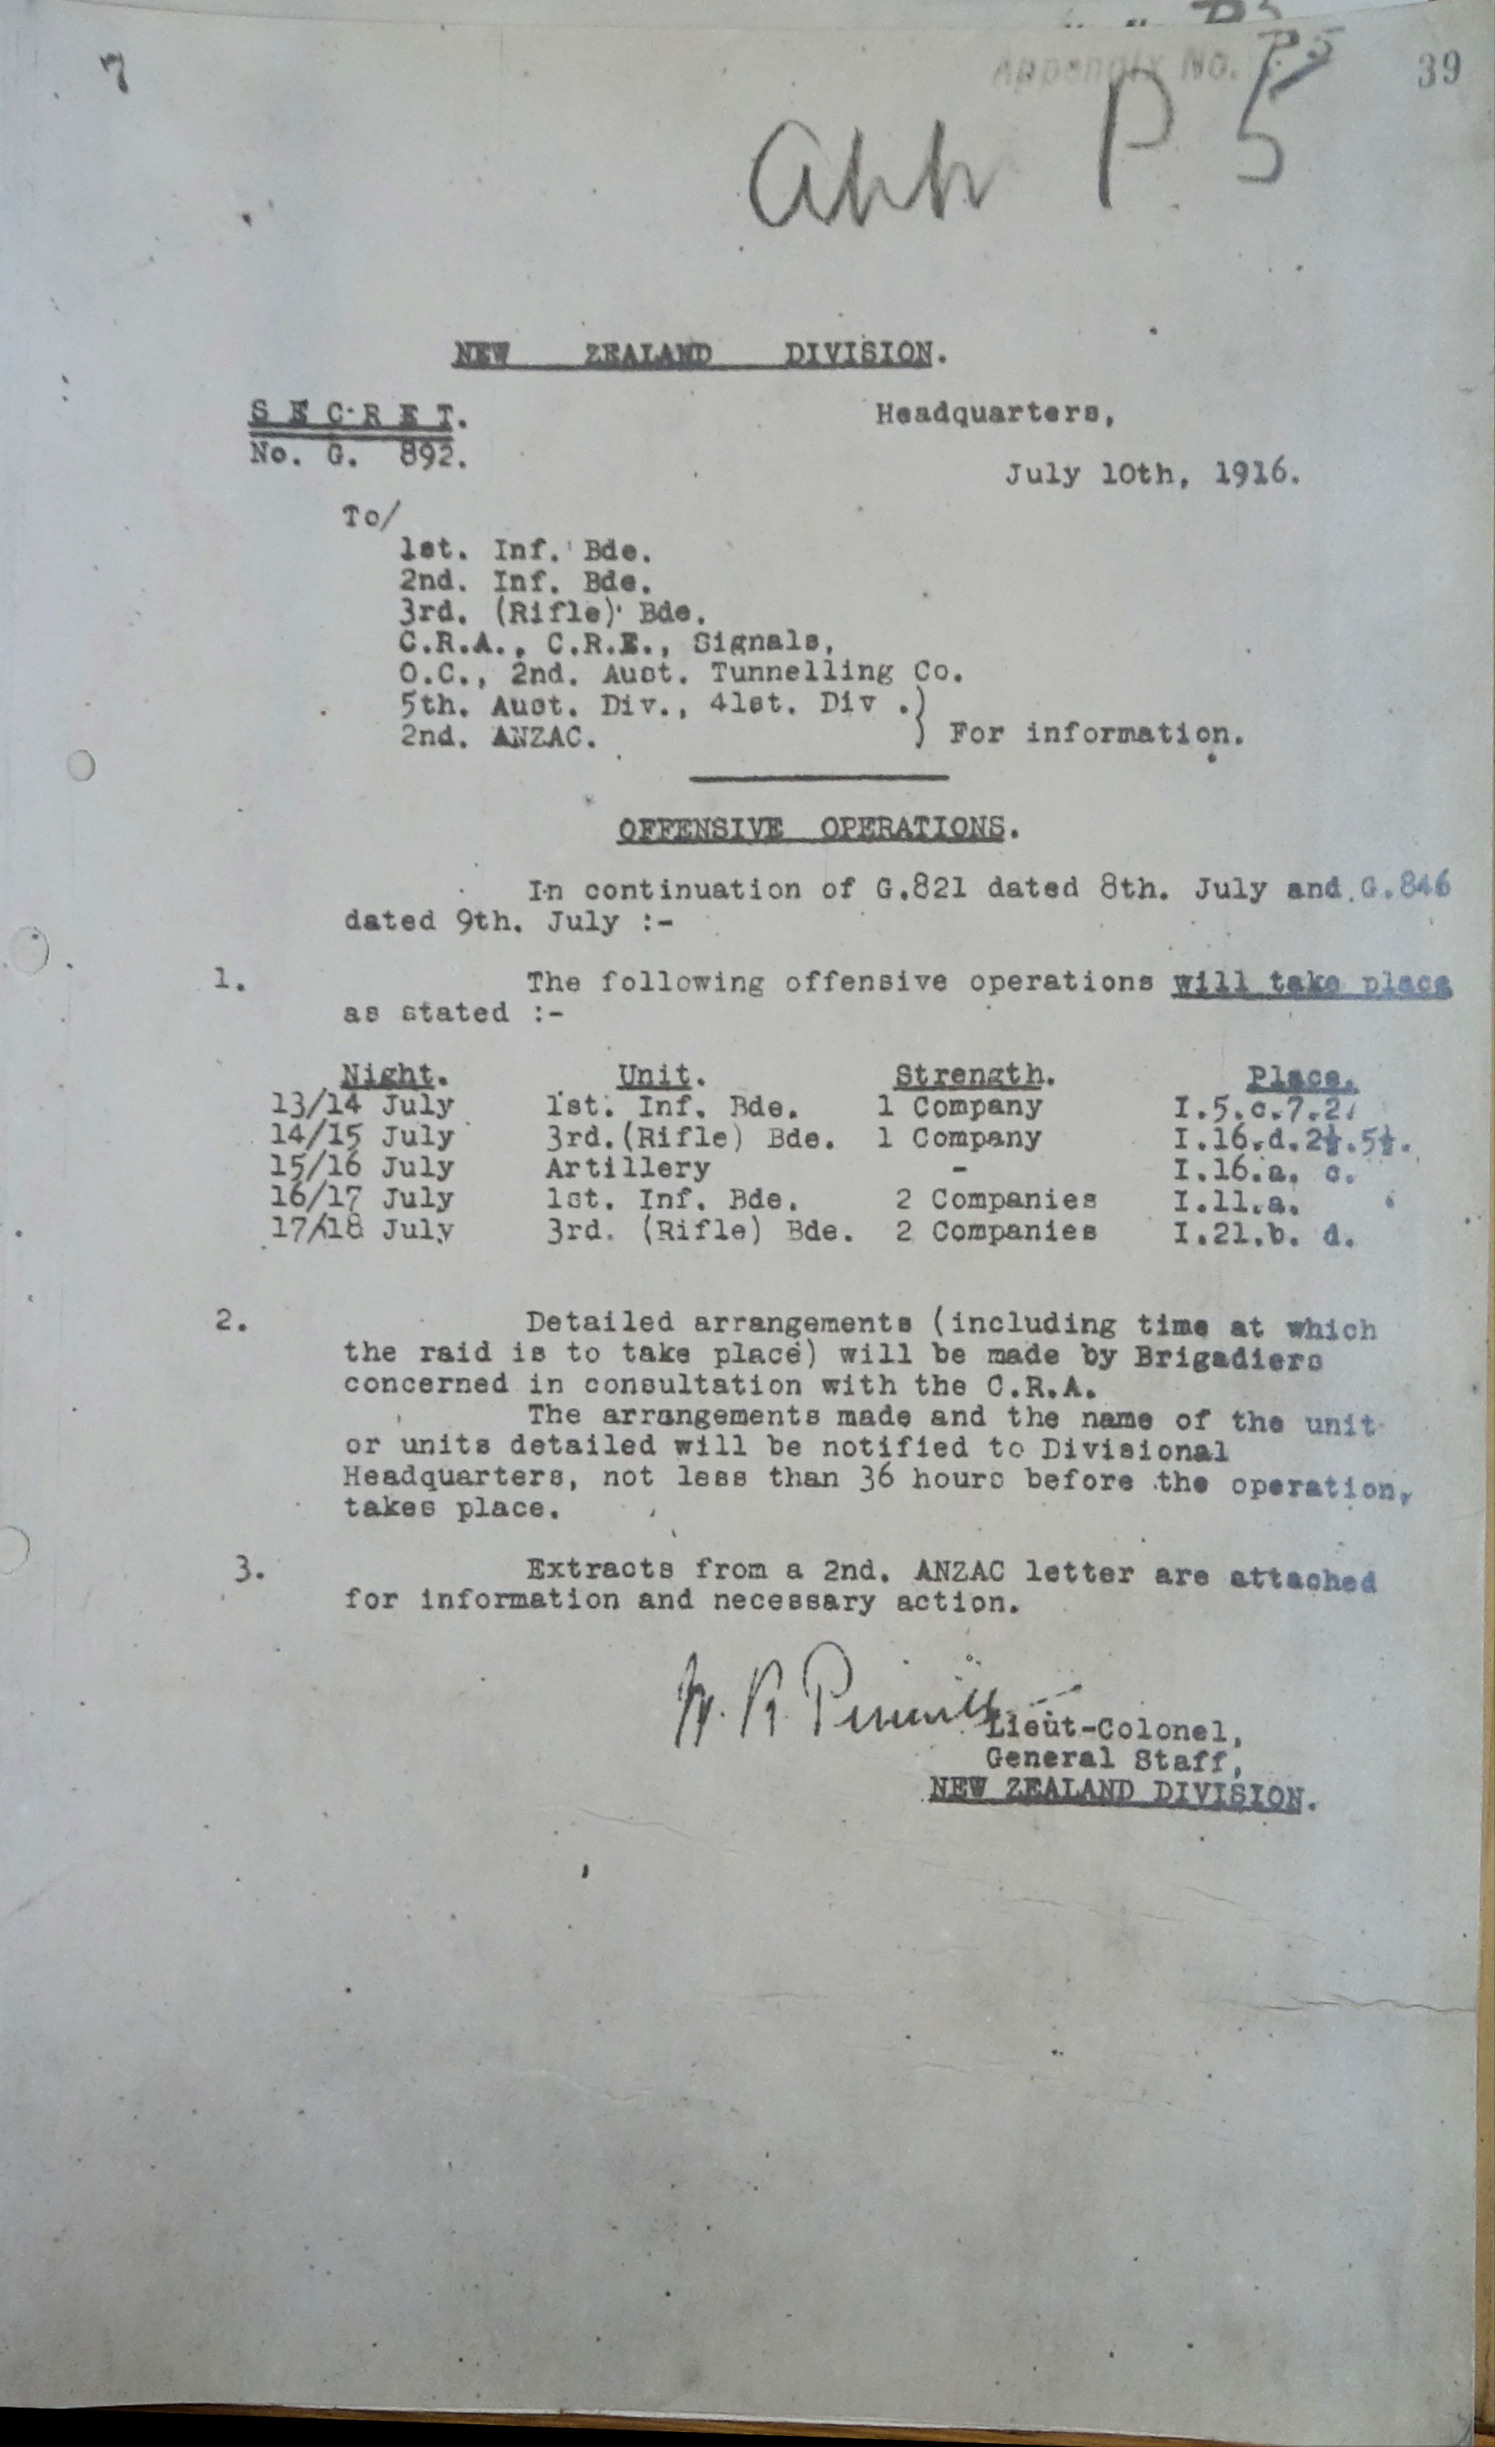 7
Appendix No. P.5
39
App P 5
NEW ZEALAND DIVISION.
S E C R E T.
Headquarters,
No. G. 892.
July 10th, 1916.
To/
1st. Inf. Bde.
2nd. Inf. Bde.
3rd. (Rifle) Bde.
C.R.A., C.R.E., Signals,
O.C., 2nd. Aust. Tunnelling Co.
5th. Aust. Div., 41st. Div .)
2nd. ANZAC. ) For information.
OFFENSIVE OPERATIONS.
In continuation of G.821 dated 8th. July and G.846
dated 9th. July :-
1. The following offensive operations will take place
as stated :-
Night. Unit. Strength. Place.
13/14 July 1st. Inf. Bde. 1 Company I.5.c.7.2.
14/15 July 3rd.(Rifle) Bde. 1 Company I.16.d.2½.5½.
15/16 July Artillery - I.16.a. c.
16/17 July 1st. Inf. Bde. 2 Companies I.11.a.
17/18 July 3rd. (Rifle) Bde. 2 Companies I.21.b. d.
2. Detailed arrangements (including time at which
the raid is to take place) will be made by Brigadiers
concerned in consultation with the C.R.A.
The arrangements made and the name of the unit
or units detailed will be notified to Divisional
Headquarters, not less than 36 hours before the operation,
takes place.
3. Extracts from a 2nd. ANZAC letter are attached
for information and necessary action.
W. R.
Lieut-Colonel,
General Staff,
NEW ZEALAND DIVISION.